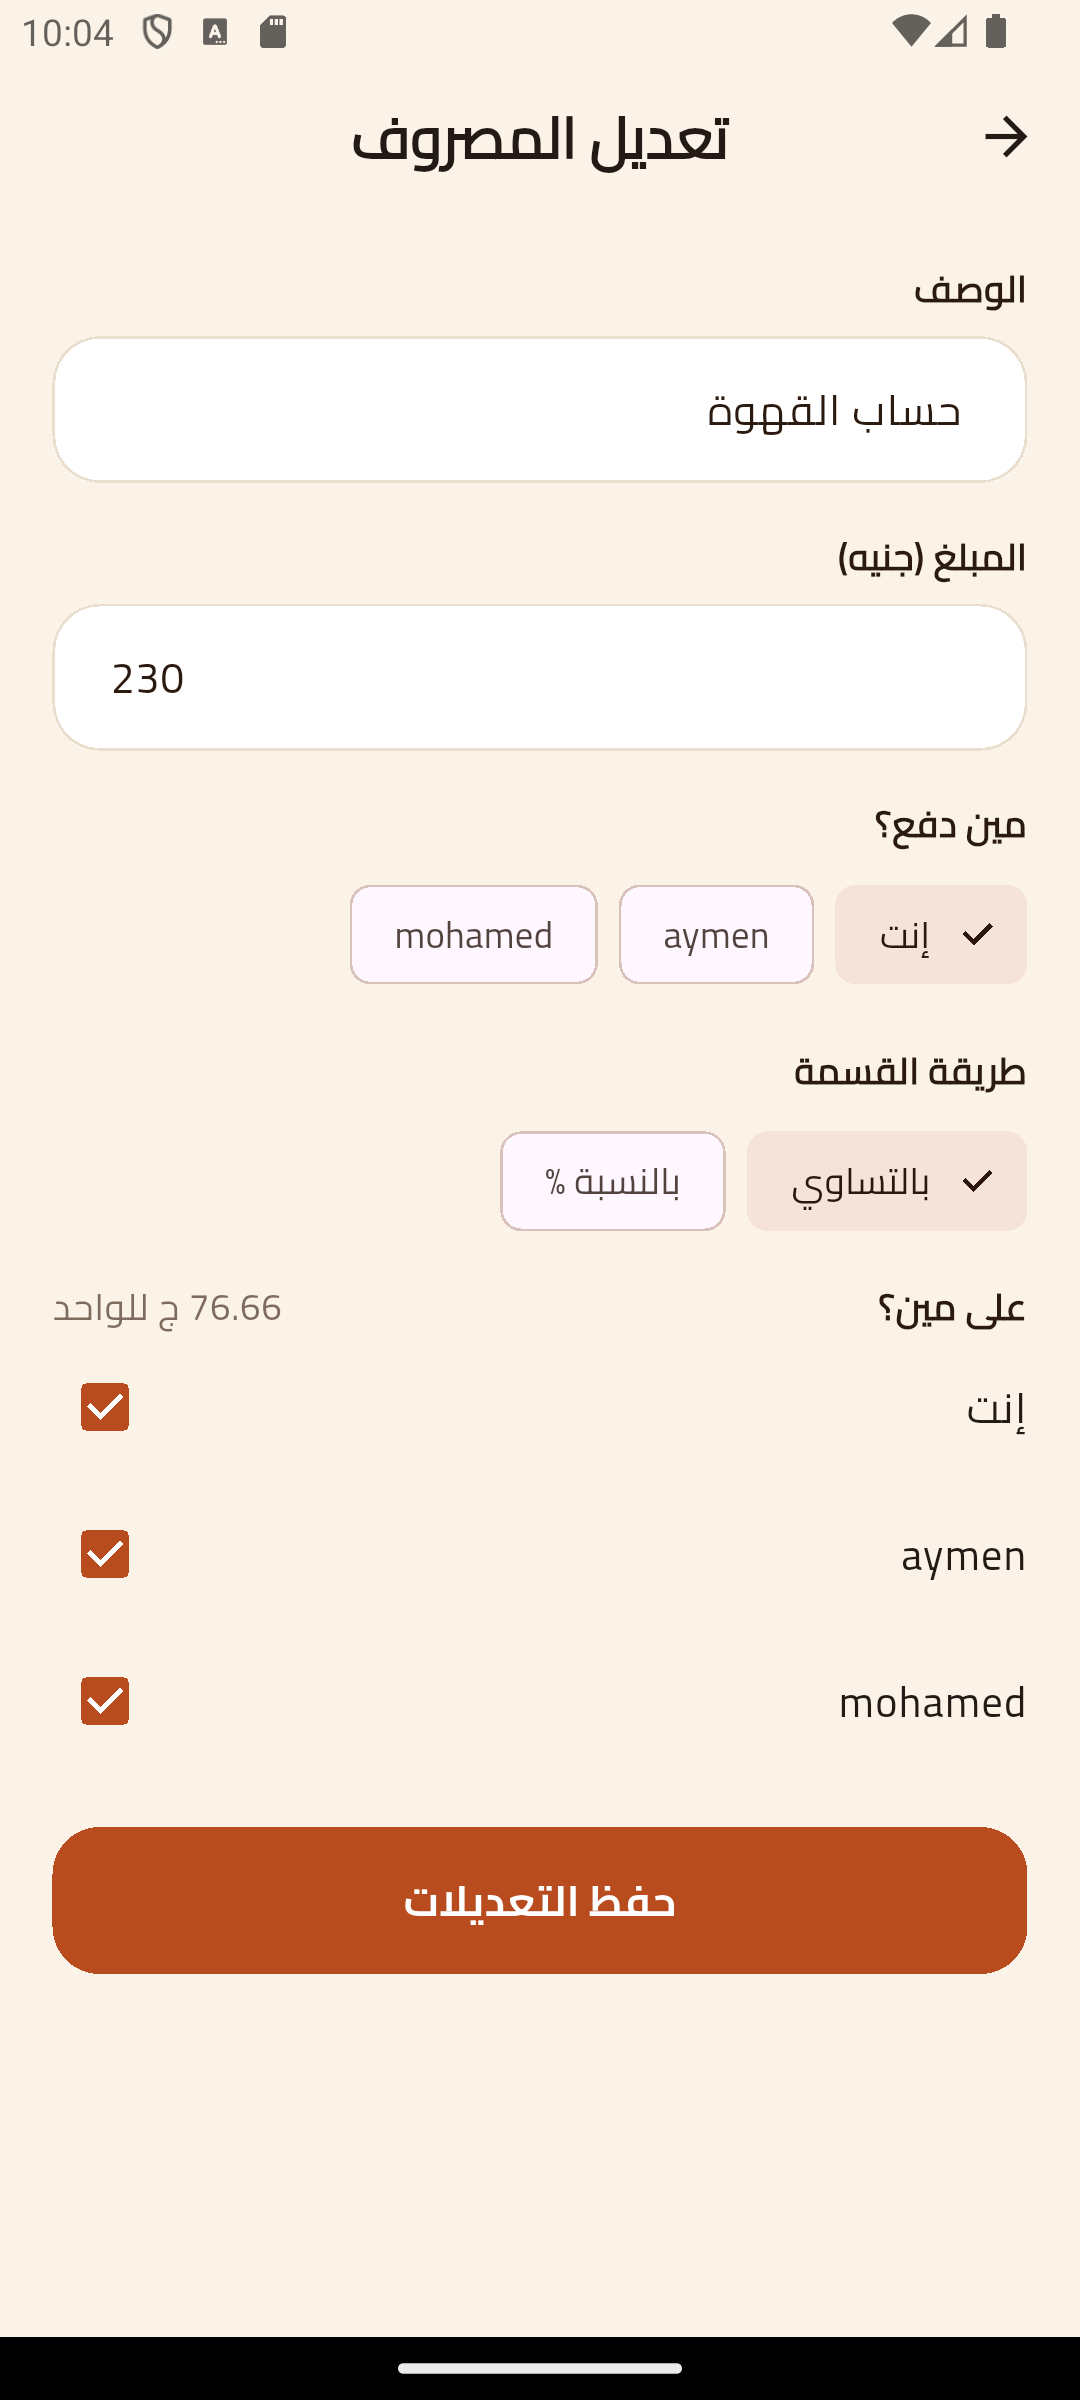 10:04
تعديل المصروف
الوصف
حساب القهوة
المبلغ (جنيه)
230
مين دفع؟
إنت
aymen
mohamed
طريقة القسمة
بالتساوي
بالنسبة %
على مين؟
76.66 ج للواحد
إنت
aymen
mohamed
حفظ التعديلات